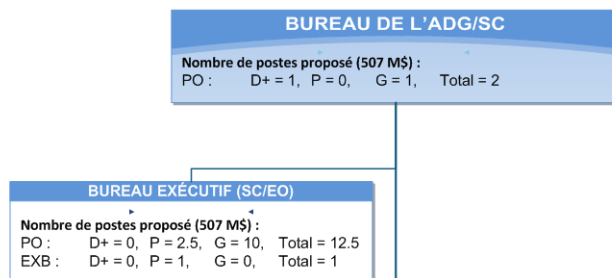 BUREAU DE L'ADG/SC
Nombre de postes proposé (507 M$) :
PO : D+ = 1, P = 0, G = 1, Total = 2
BUREAU EXÉCUTIF (SC/EO)
Nombre de postes proposé (507 M$) :
PO : D+ = 0, P = 2.5, G = 10, Total = 12.5
EXB : D+ = 0, P = 1, G = 0, Total = 1